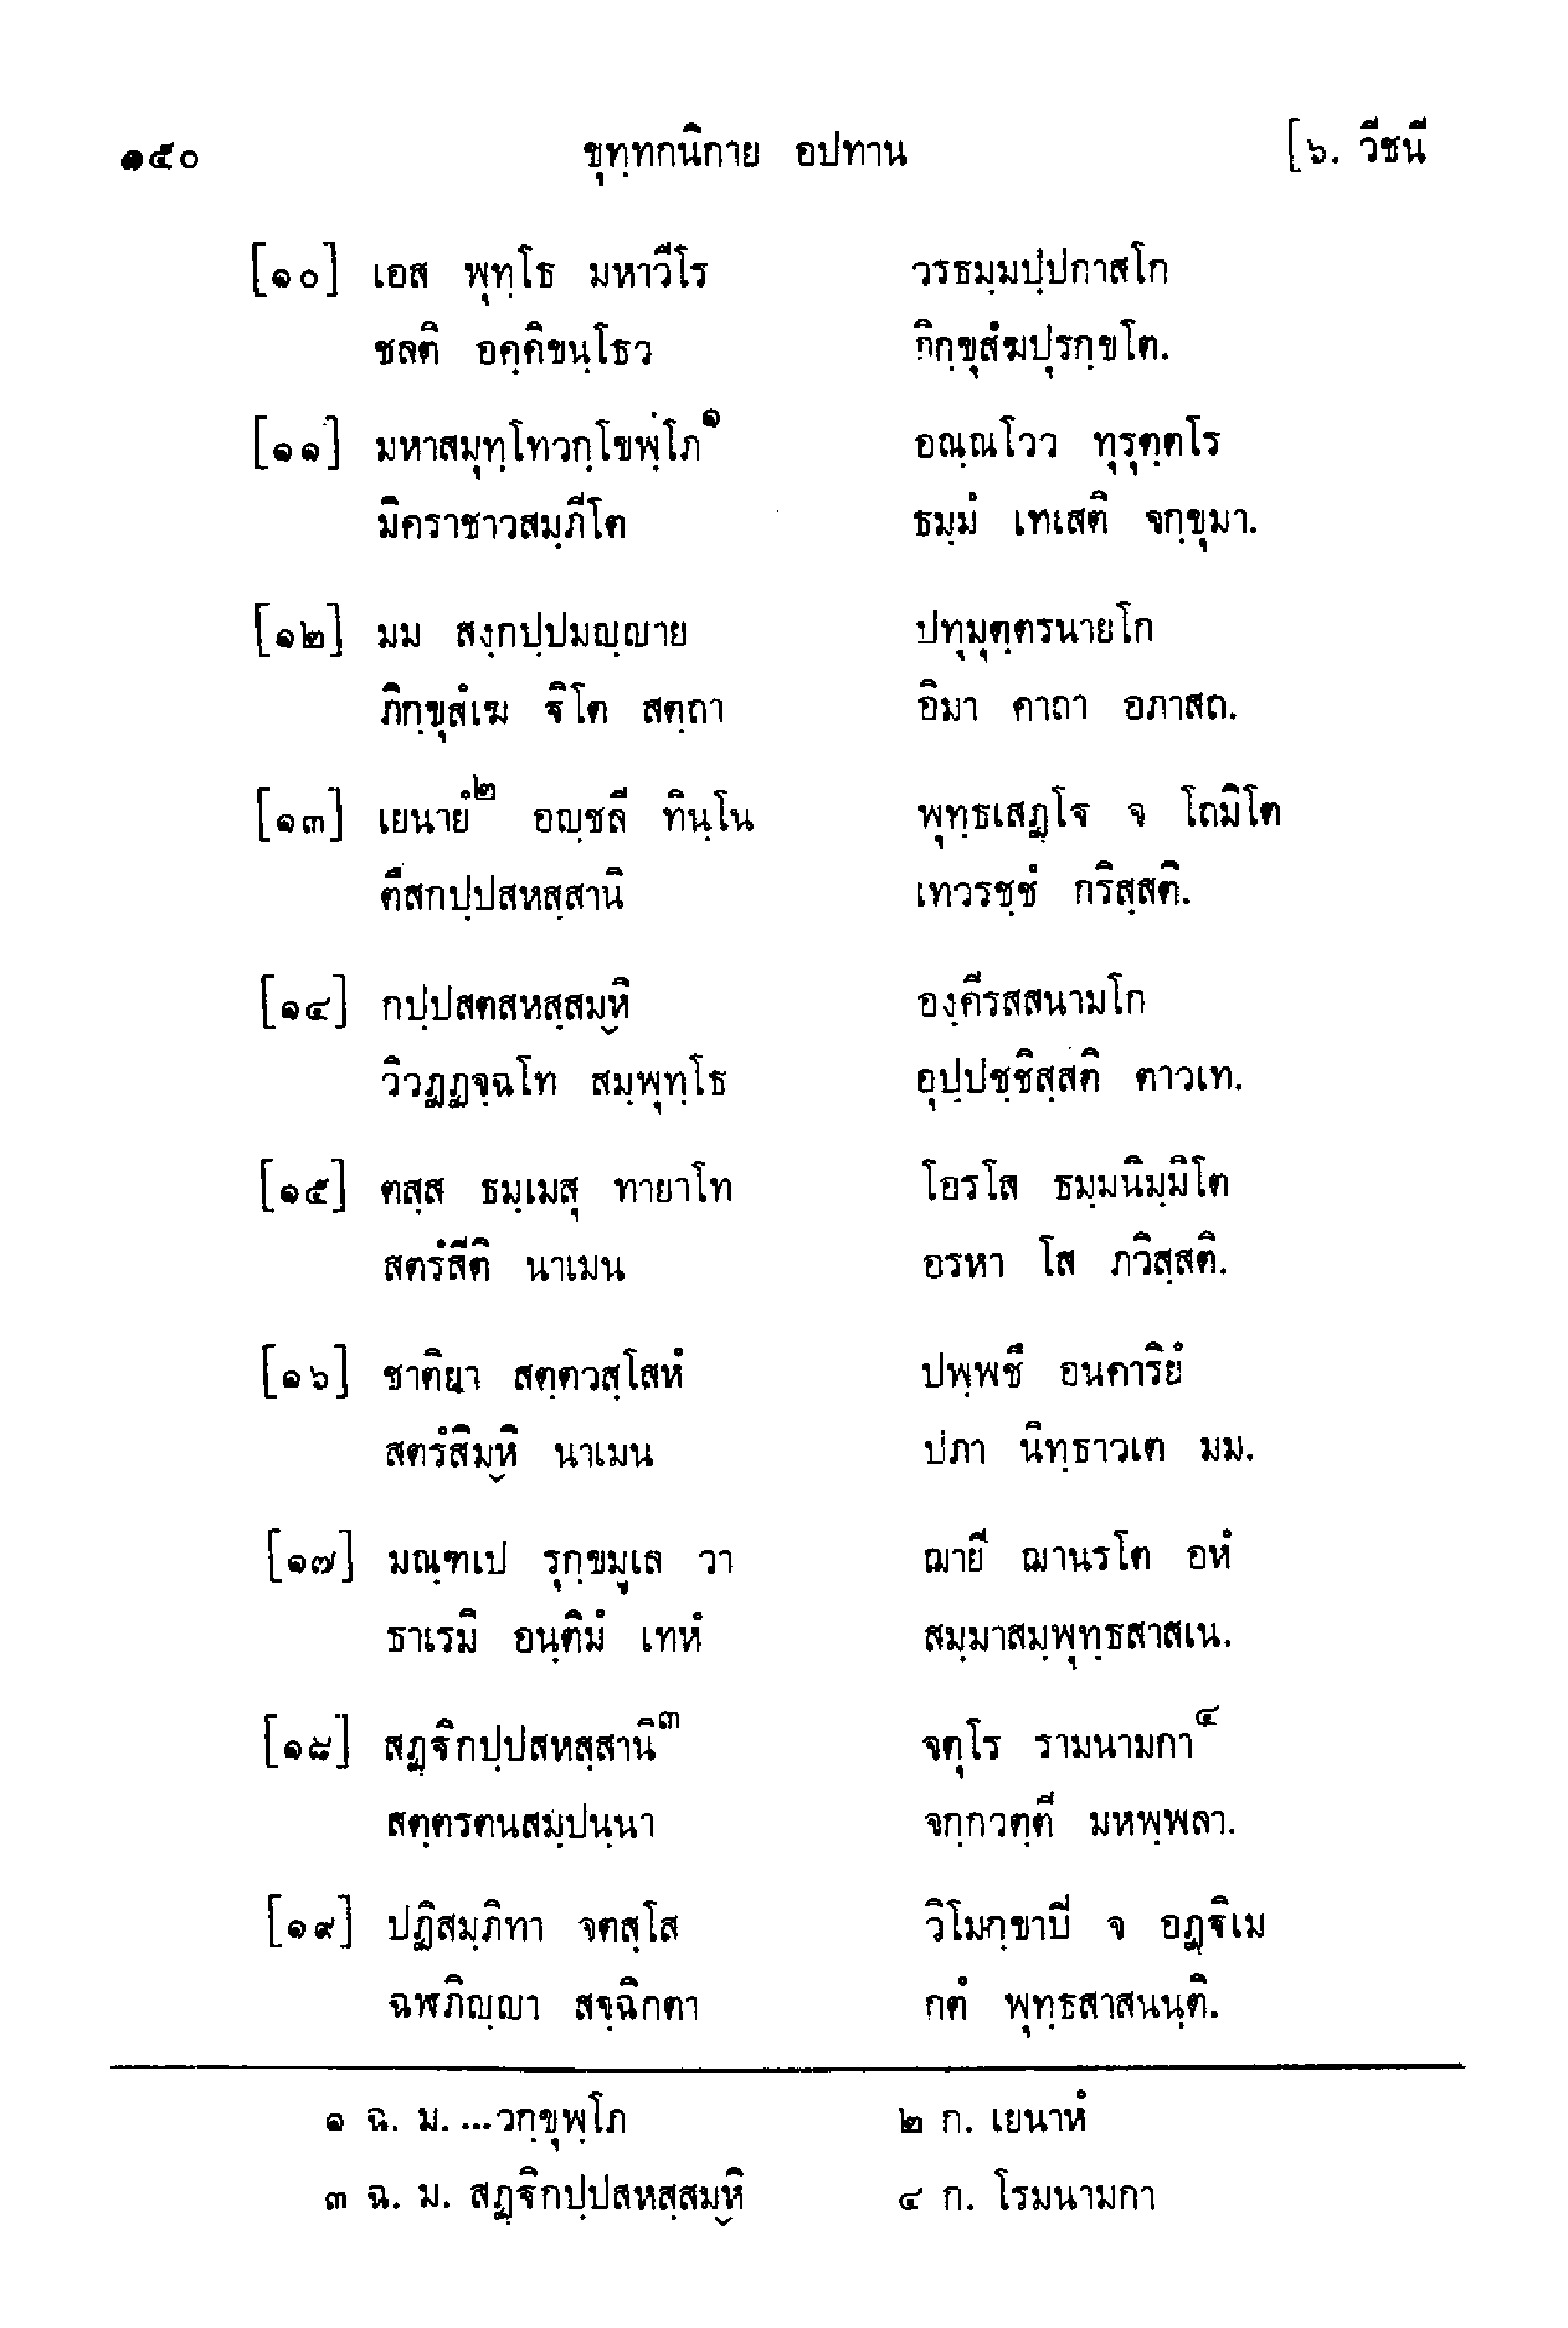 ๑๕๐ ขุทฺทกนิกาย อปทาน [๖. วีชนี
[๑๐] เอส พุทฺโธ มหาวีโร วรธมฺมปฺปกาสโก
ชลติ อคฺคิขนฺโธว ภิกฺขุสํฆปุรกฺขโต.
[๑๑] มหาสมุทฺโทวกฺโขพฺโภ๑ อณฺณโวว ทุรุตฺตโร
มิคราชาวสมฺภีโต ธมฺมํ เทเสติ จกฺขุมา.
[๑๒] มม สงฺกปฺปมญฺญาย ปทุมุตฺตรนายโก
ภิกฺขุสํเฆ ฐิโต สตฺถา อิมา คาถา อภาสถ.
[๑๓] เยนายํ๒ อญฺชลี ทินฺโน พุทฺธเสฏฺโฐ จ โถมิโต
ตึสกปฺปสหสฺสานิ เทวรชฺชํ กริสฺสติ.
[๑๔] กปฺปสตสหสฺสมฺหิ องฺคีรสสนามโก
วิวฏฏจฺฉโท สมฺพุทฺโธ อุปฺปชฺชิสฺสติ ตาวเท.
[๑๕] ตสฺส ธมฺเมสุ ทายาโท โอรโส ธมฺมนิมฺมิโต
สตรํสีติ นาเมน อรหา โส ภวิสฺสติ.
[๑๖] ชาติยา สตฺตวสฺโสหํ ปพฺพชึ อนคาริยํ
สตรํสิมฺหิ นาเมน ปภา นิทฺธาวเต มม.
[๑๗] มณฺฑเป รุกฺขมูเล วา ฌายี ฌานรโต อหํ
ธาเรมิ อนฺติมํ เทหํ สมฺมาสมฺพุทฺธสาสเน.
[๑๘] สฏฺฐิกปฺปสหสฺสานิ๓ จตุโร รามนามกา๔
สตฺตรตนสมฺปนฺนา จกฺกวตฺตี มหพฺพลา.
[๑๙] ปฏิสมฺภิทา จตสฺโส วิโมกฺขาปิ จ อฏฺฐิเม
ฉฬภิญฺญา สจฺฉิกตา กตํ พุทฺธสาสนนฺติ.
๑ ฉ. ม. ...วกฺขุพฺโภ ๒ ก. เยนาหํ
๓ ฉ. ม. สฏฺฐิกปฺปสหสฺสมฺหิ ๔ ก. โรมนามกา